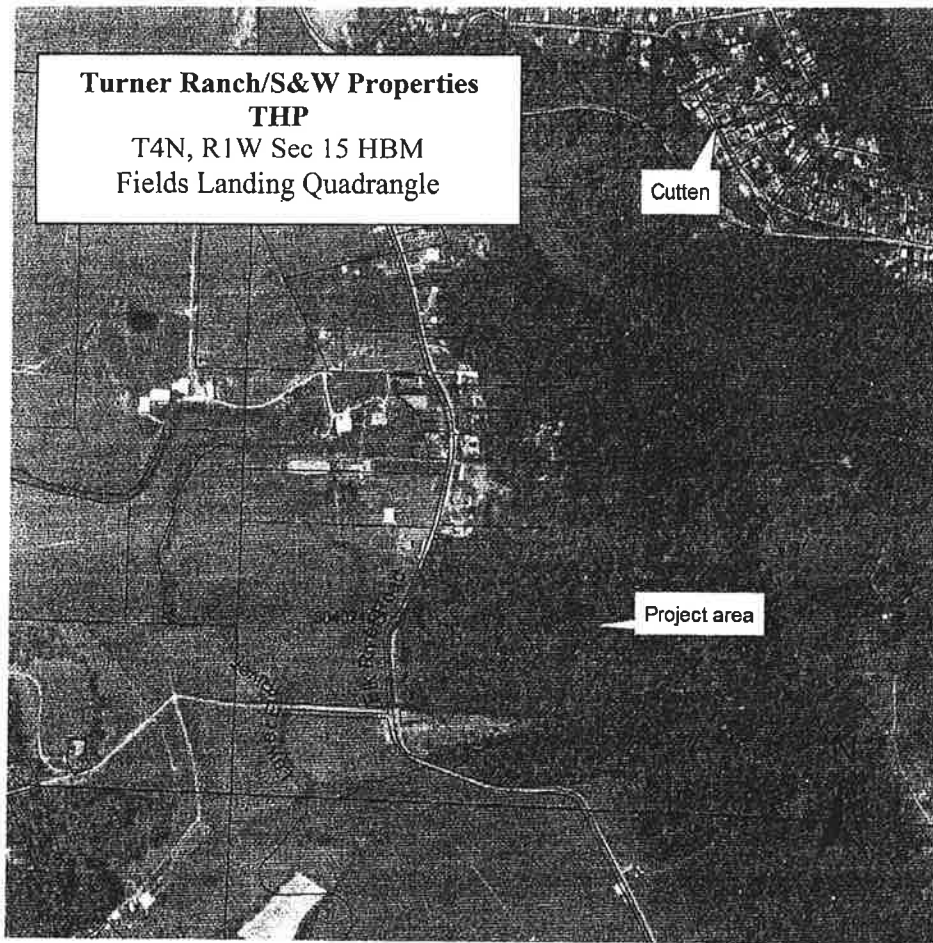 Turner Ranch/S&W Properties
THP
T4N, R1W Sec 15 HBM
Fields Landing Quadrangle
Cutten
Project area